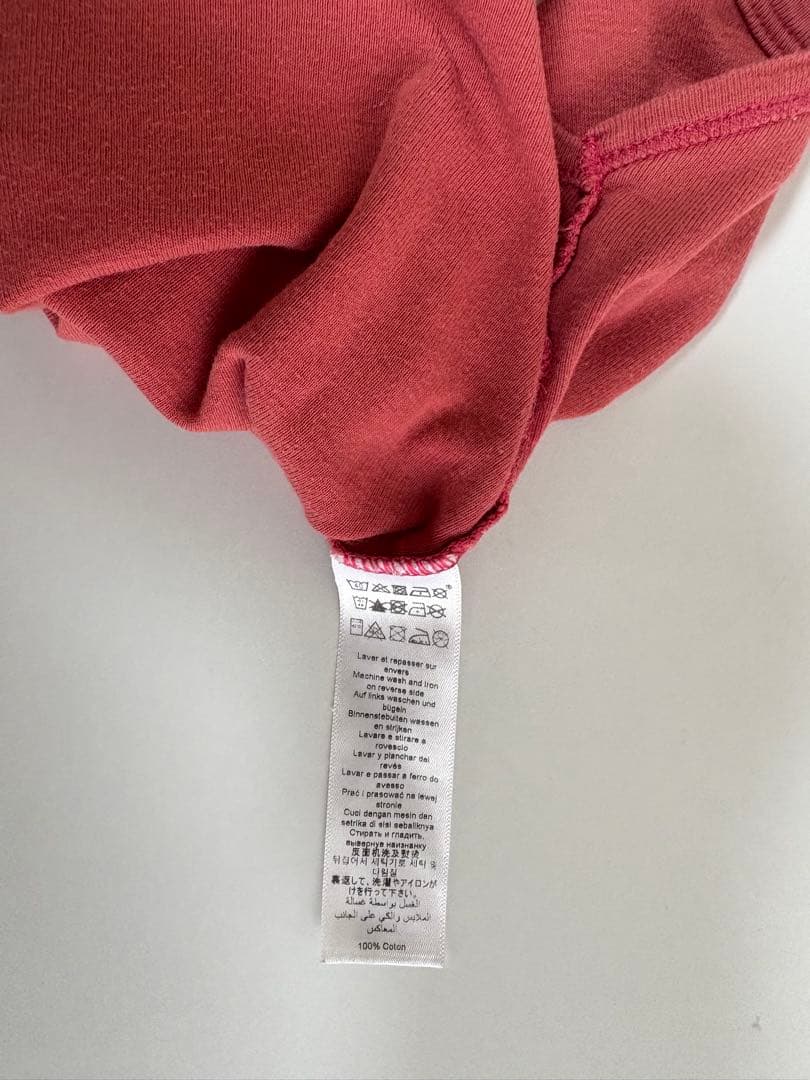 Laver et repasser sur
envers
Machine wash and Iron
on reverse side
Auf links waschen und
bügeln
Binnenstebuiten wassen
en strijken
Lavare e stirare a
rovescio
Lavar y planchar del
revés
Lavar e passar a ferro do
avesso
Prać i prasować na lewej
stronie
Cuci dengan mesin dan
setrika di sisi sebaliknya
Стирать и гладить,
вывернув наизнанку
反面机洗及熨烫
뒤집어서 세탁기로 세탁 및
다림질
裏返して、洗濯やアイロンが
けを行って下さい。
الغسل بواسطة غسالة
الملابس والكي على الجانب
المعاكس
100% Coton